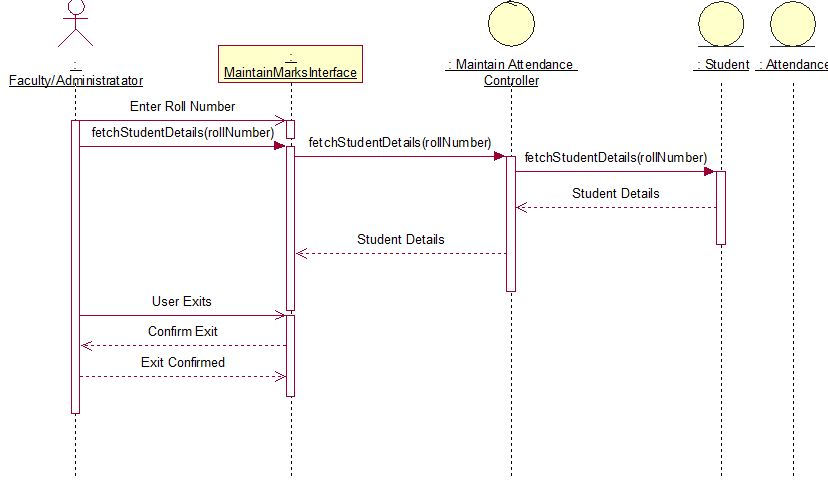 :
Faculty/Administratator
:
MaintainMarksInterface
: Maintain Attendance
Controller
: Student
: Attendance
Enter Roll Number
fetchStudentDetails(rollNumber)
fetchStudentDetails(rollNumber)
fetchStudentDetails(rollNumber)
Student Details
Student Details
User Exits
Confirm Exit
Exit Confirmed